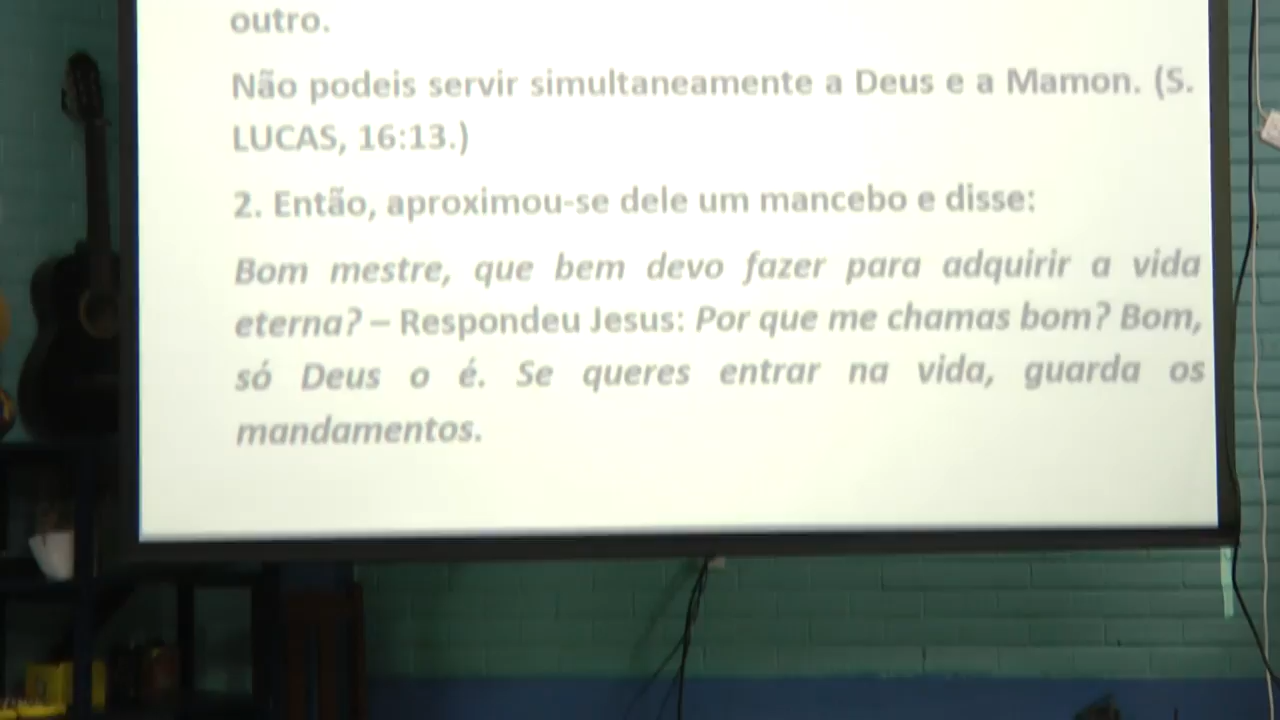 outro.
Não podeis servir simultaneamente a Deus e a Mamon. (S.
LUCAS, 16:13.)
2. Então, aproximou-se dele um mancebo e disse:
Bom mestre, que bem devo fazer para adquirir a vida
eterna? – Respondeu Jesus: Por que me chamas bom? Bom,
só Deus o é. Se queres entrar na vida, guarda os
mandamentos.